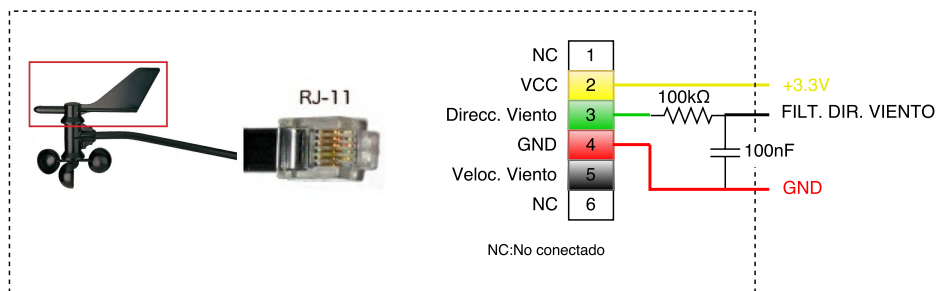 RJ-11
NC 1
VCC 2 +3.3V
Direcc. Viento 3 100kΩ FILT. DIR. VIENTO
GND 4 100nF
Veloc. Viento 5 GND
NC 6
NC:No conectado